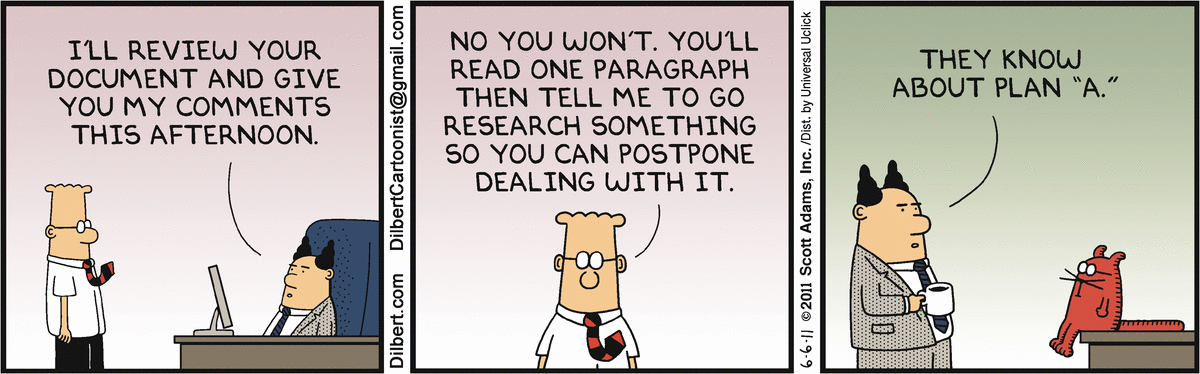 I'LL REVIEW YOUR
DOCUMENT AND GIVE
YOU MY COMMENTS
THIS AFTERNOON.
Dilbert.com DilbertCartoonist@gmail.com
NO YOU WON'T. YOU'LL
READ ONE PARAGRAPH
THEN TELL ME TO GO
RESEARCH SOMETHING
SO YOU CAN POSTPONE
DEALING WITH IT.
6-6-11 ©2011 Scott Adams, Inc. /Dist. by Universal Uclick
THEY KNOW
ABOUT PLAN "A."